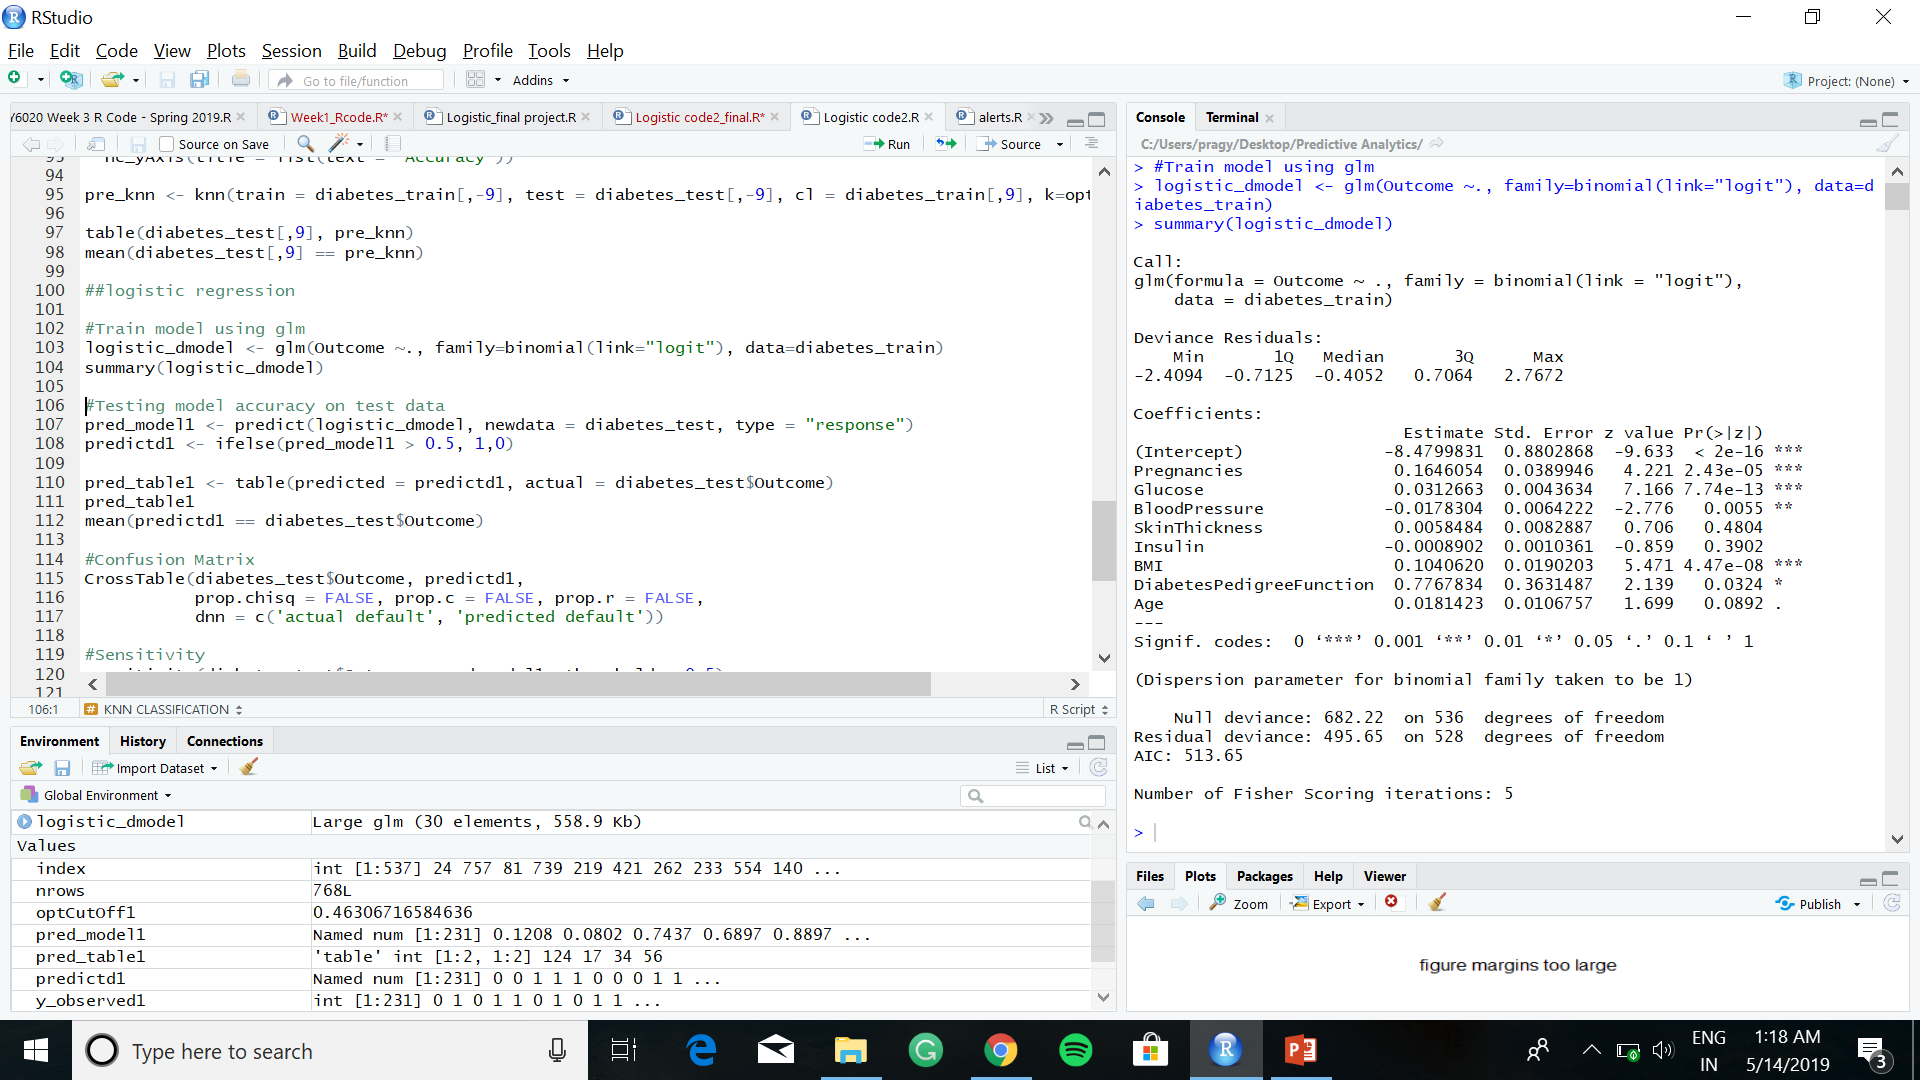 RStudio
File Edit Code View Plots Session Build Debug Profile Tools Help
Go to file/function Addins Project: (None)
Y6020 Week 3 R Code - Spring 2019.R Week1_Rcode.R* Logistic_final project.R Logistic code2_final.R* Logistic code2.R alerts.R
Source on Save Run Source
93
94
95 pre_knn <- knn(train = diabetes_train[,-9], test = diabetes_test[,-9], cl = diabetes_train[,9], k=opt
96
97 table(diabetes_test[,9], pre_knn)
98 mean(diabetes_test[,9] == pre_knn)
99
100 ##logistic regression
101
102 #Train model using glm
103 logistic_dmodel <- glm(Outcome ~., family=binomial(link="logit"), data=diabetes_train)
104 summary(logistic_dmodel)
105
106 #Testing model accuracy on test data
107 pred_model1 <- predict(logistic_dmodel, newdata = diabetes_test, type = "response")
108 predictd1 <- ifelse(pred_model1 > 0.5, 1,0)
109
110 pred_table1 <- table(predicted = predictd1, actual = diabetes_test$Outcome)
111 pred_table1
112 mean(predictd1 == diabetes_test$Outcome)
113
114 #Confusion Matrix
115 CrossTable(diabetes_test$Outcome, predictd1,
116 prop.chisq = FALSE, prop.c = FALSE, prop.r = FALSE,
117 dnn = c('actual default', 'predicted default'))
118
119 #Sensitivity
120
121
106:1 # KNN CLASSIFICATION R Script
Environment History Connections
Import Dataset List
Global Environment
logistic_dmodel Large glm (30 elements, 558.9 Kb)
Values
index int [1:537] 24 757 81 739 219 421 262 233 554 140 ...
nrows 768L
optCutOff1 0.46306716584636
pred_model1 Named num [1:231] 0.1208 0.0802 0.7437 0.6897 0.8897 ...
pred_table1 'table' int [1:2, 1:2] 124 17 34 56
predictd1 Named num [1:231] 0 0 1 1 1 0 0 0 1 1 ...
y_observed1 int [1:231] 0 1 0 1 1 0 1 0 1 1 ...
Console Terminal
C:/Users/pragy/Desktop/Predictive Analytics/
> #Train model using glm
> logistic_dmodel <- glm(Outcome ~., family=binomial(link="logit"), data=d
iabetes_train)
> summary(logistic_dmodel)
Call:
glm(formula = Outcome ~ ., family = binomial(link = "logit"),
data = diabetes_train)
Deviance Residuals:
Min 1Q Median 3Q Max
-2.4094 -0.7125 -0.4052 0.7064 2.7672
Coefficients:
Estimate Std. Error z value Pr(>|z|)
(Intercept) -8.4799831 0.8802868 -9.633 < 2e-16 ***
Pregnancies 0.1646054 0.0389946 4.221 2.43e-05 ***
Glucose 0.0312663 0.0043634 7.166 7.74e-13 ***
BloodPressure -0.0178304 0.0064222 -2.776 0.0055 **
SkinThickness 0.0058484 0.0082887 0.706 0.4804
Insulin -0.0008902 0.0010361 -0.859 0.3902
BMI 0.1040620 0.0190203 5.471 4.47e-08 ***
DiabetesPedigreeFunction 0.7767834 0.3631487 2.139 0.0324 *
Age 0.0181423 0.0106757 1.699 0.0892 .
---
Signif. codes: 0 ‘***’ 0.001 ‘**’ 0.01 ‘*’ 0.05 ‘.’ 0.1 ‘ ’ 1
(Dispersion parameter for binomial family taken to be 1)
Null deviance: 682.22 on 536 degrees of freedom
Residual deviance: 495.65 on 528 degrees of freedom
AIC: 513.65
Number of Fisher Scoring iterations: 5
>
Files Plots Packages Help Viewer
Zoom Export Publish
figure margins too large
Type here to search
ENG 1:18 AM
IN 5/14/2019 3